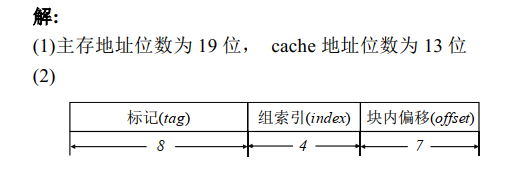 解:
(1)主存地址位数为 19 位， cache 地址位数为 13 位
(2)
标记(tag) 组索引(index) 块内偏移(offset)
8 4 7